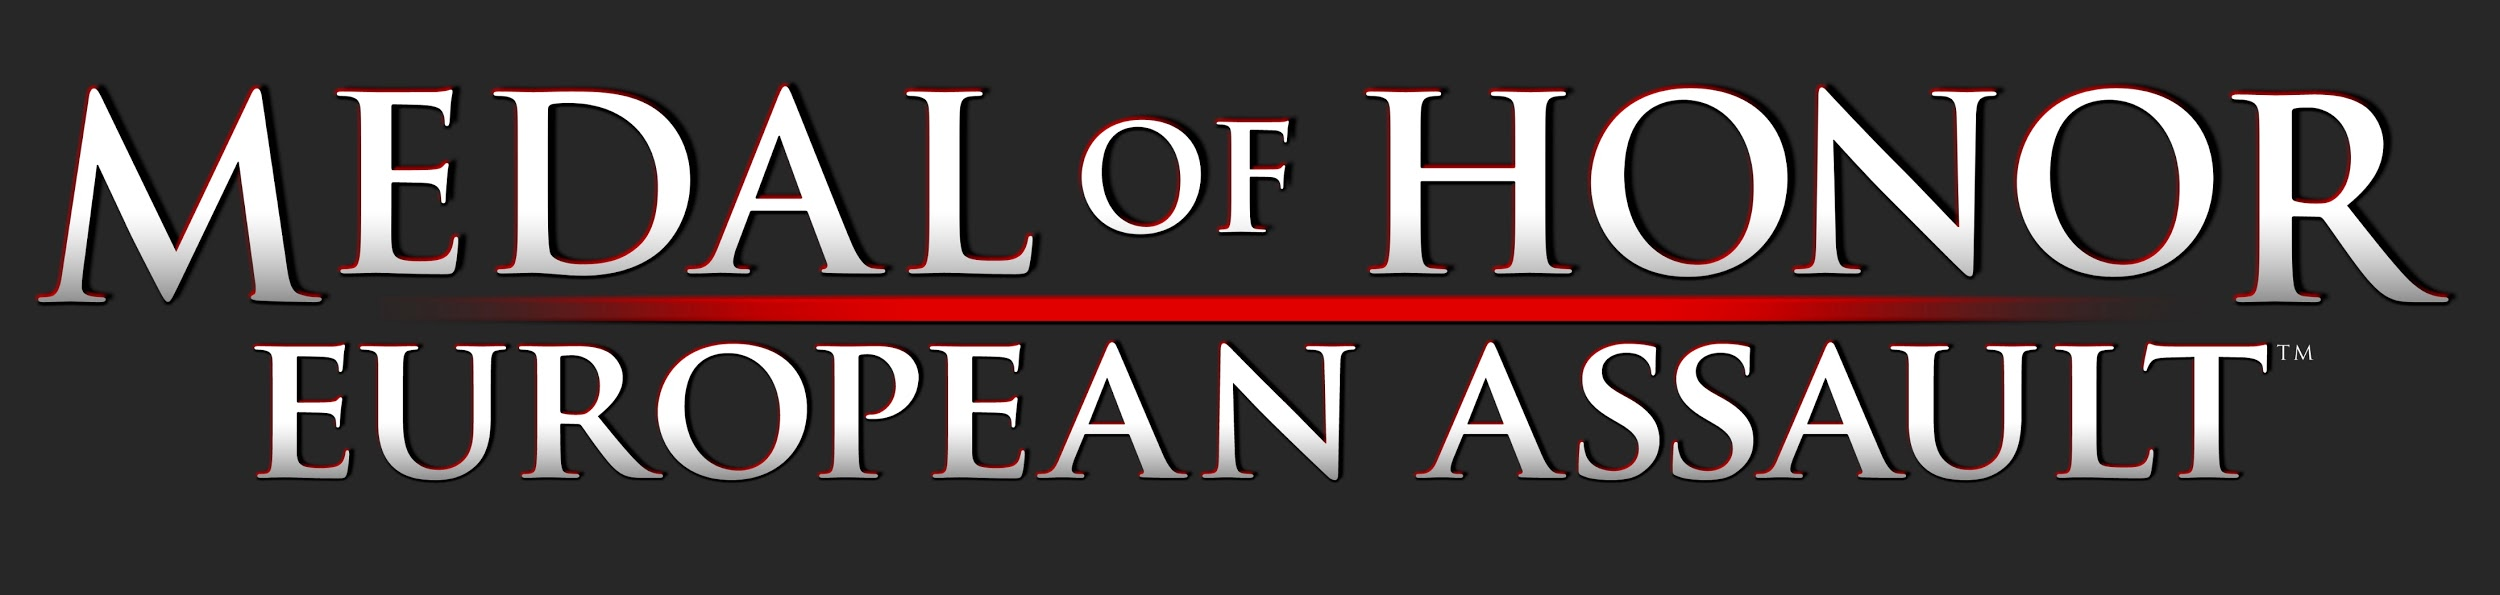 MEDAL OF HONOR
EUROPEAN ASSAULT™